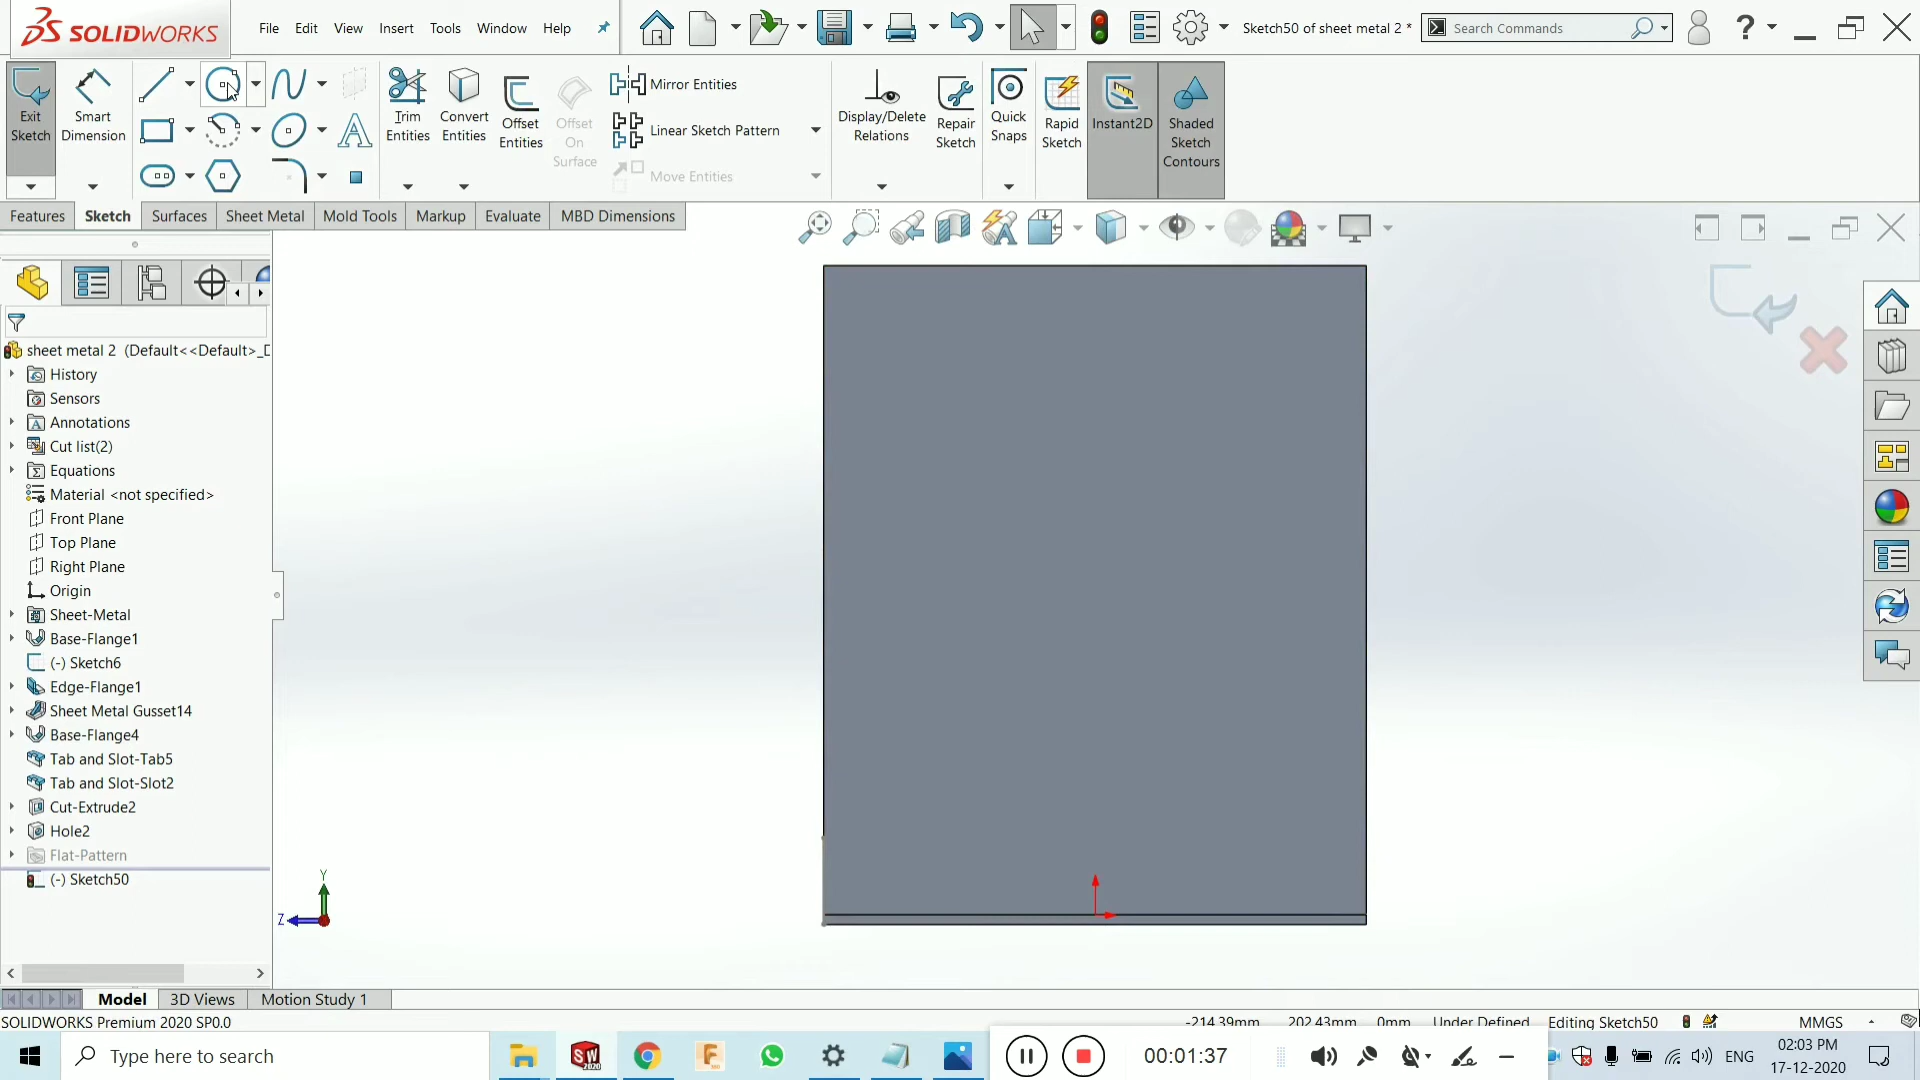 SOLIDWORKS
File Edit View Insert Tools Window Help
Sketch50 of sheet metal 2 *
Search Commands
Exit Sketch
Smart Dimension
Trim Entities
Convert Entities
Offset Entities
Offset On Surface
Mirror Entities
Linear Sketch Pattern
Move Entities
Display/Delete Relations
Repair Sketch
Quick Snaps
Rapid Sketch
Instant2D
Shaded Sketch Contours
Features Sketch Surfaces Sheet Metal Mold Tools Markup Evaluate MBD Dimensions
sheet metal 2 (Default<<Default>_D
History
Sensors
Annotations
Cut list(2)
Equations
Material <not specified>
Front Plane
Top Plane
Right Plane
Origin
Sheet-Metal
Base-Flange1
(-) Sketch6
Edge-Flange1
Sheet Metal Gusset14
Base-Flange4
Tab and Slot-Tab5
Tab and Slot-Slot2
Cut-Extrude2
Hole2
Flat-Pattern
(-) Sketch50
Y
Z
Model 3D Views Motion Study 1
SOLIDWORKS Premium 2020 SP0.0
-214.39mm 202.43mm 0mm Under Defined Editing Sketch50 MMGS
Type here to search
00:01:37
ENG
02:03 PM
17-12-2020